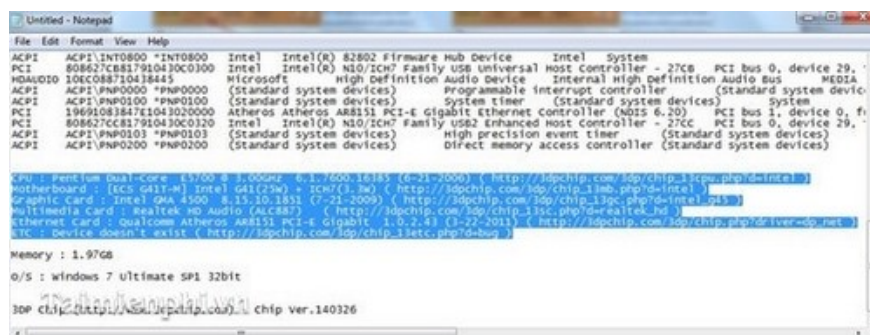 Untitled - Notepad
File Edit Format View Help
ACPI ACPI\INT0800 *INT0800 Intel Intel(R) 82802 Firmware Hub Device Intel System
PCI 808627C8817910430C0300 Intel Intel(R) N10/ICH7 Family USB Universal Host Controller - 27C8 PCI bus 0, device 29,
HDAUDIO 10EC088710438445 Microsoft High Definition Audio Device Internal High Definition Audio Bus MEDIA
ACPI ACPI\PNP0000 *PNP0000 (Standard system devices) Programmable interrupt controller (Standard system devic
ACPI ACPI\PNP0100 *PNP0100 (Standard system devices) System timer (Standard system devices) System
PCI 19691083847E1043020000 Atheros Atheros AR8151 PCI-E Gigabit Ethernet Controller (NDIS 6.20) PCI bus 1, device 0, f
PCI 808627CC817910430C0320 Intel Intel(R) N10/ICH7 Family USB2 Enhanced Host Controller - 27CC PCI bus 0, device 29,
ACPI ACPI\PNP0103 *PNP0103 (Standard system devices) High precision event timer (Standard system devices)
ACPI ACPI\PNP0200 *PNP0200 (Standard system devices) Direct memory access controller (Standard system devices)
CPU : Pentium Dual-Core E5700 @ 3.00GHz 6.1.7600.16385 (6-21-2006) ( http://3dpchip.com/3dp/chip_13cpu.php?d=intel )
Motherboard : [ECS G41T-M] Intel G41(25W) + ICH7(3.3W) ( http://3dpchip.com/3dp/chip_13mb.php?d=intel )
Graphic Card : Intel GMA 4500 8.15.10.1851 (7-21-2009) ( http://3dpchip.com/3dp/chip_13gc.php?d=intel_g45 )
Multimedia Card : Realtek HD Audio (ALC887) ( http://3dpchip.com/3dp/chip_13sc.php?d=realtek_hd )
Ethernet Card : Qualcomm Atheros AR8151 PCI-E Gigabit 1.0.2.43 (3-22-2011) ( http://3dpchip.com/3dp/chip.php?driver=dp_net )
ETC : Device doesn't exist ( http://3dpchip.com/3dp/chip_13etc.php?d=bug )
Memory : 1.97GB
O/S : Windows 7 Ultimate SP1 32bit
Taimienphi.vn
3DP Chip (http://www.3dpchip.com) Chip Ver.140326